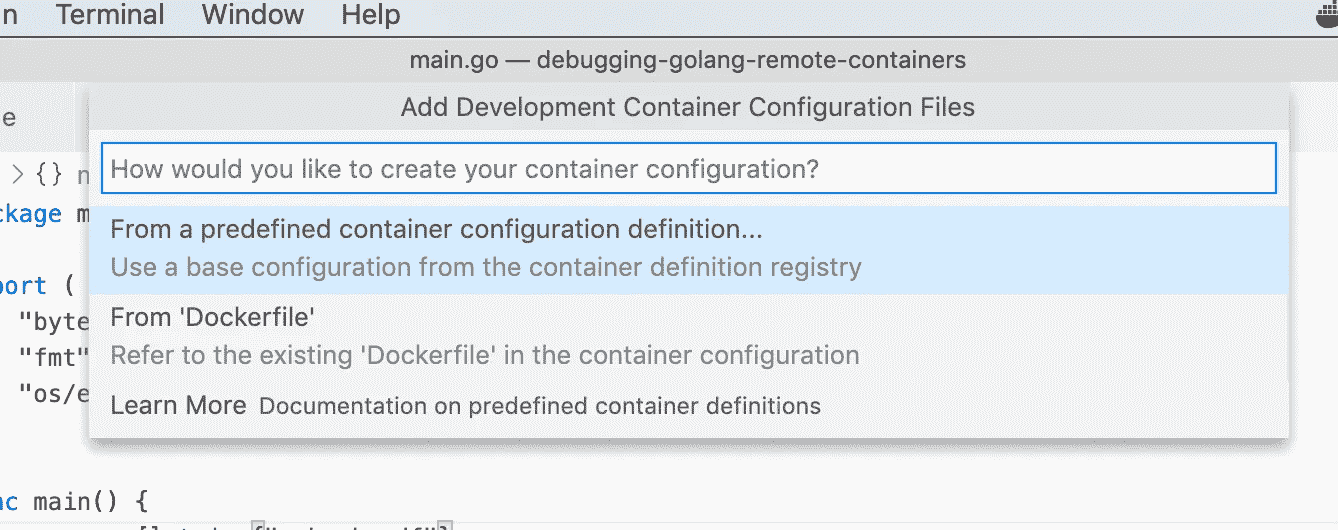 Terminal Window Help
main.go — debugging-golang-remote-containers
Add Development Container Configuration Files
e
How would you like to create your container configuration?
> {}
ckage m
From a predefined container configuration definition...
Use a base configuration from the container definition registry
ort (
"byte
From 'Dockerfile'
"fmt"
Refer to the existing 'Dockerfile' in the container configuration
"os/e
Learn More Documentation on predefined container definitions
nc main() {